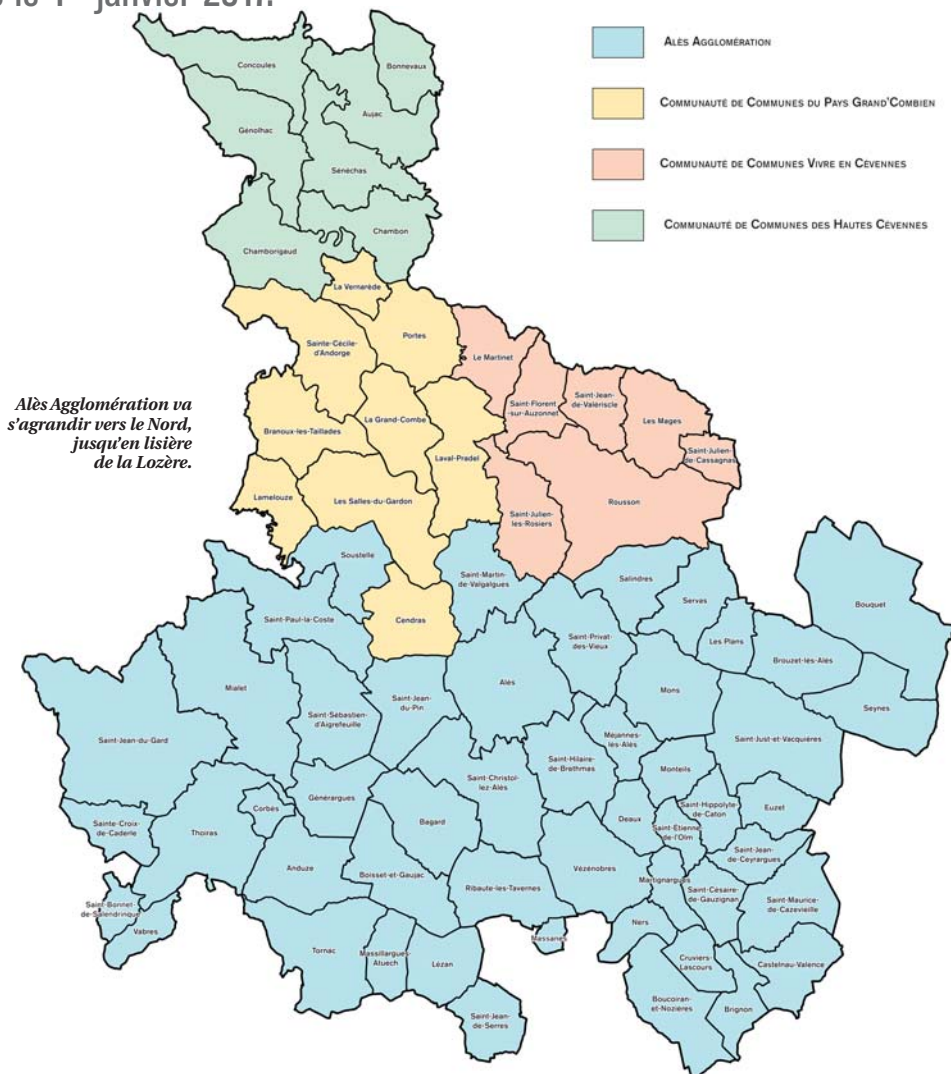 janvier 2017.
ALÈS AGGLOMÉRATION
COMMUNAUTÉ DE COMMUNES DU PAYS GRAND'COMBIEN
COMMUNAUTÉ DE COMMUNES VIVRE EN CÉVENNES
COMMUNAUTÉ DE COMMUNES DES HAUTES CÉVENNES
Concoules
Bonnevaux
Aujac
Génolhac
Sénéchas
Chambon
Chamborigaud
La Vernarède
Portes
Sainte-Cécile-
d'Andorge
Le Martinet
Alès Agglomération va
s'agrandir vers le Nord,
jusqu'en lisière
de la Lozère.
Saint-Florent
-sur-Auzonnet
Saint-Jean-
de-Valériscle
Les Mages
Branoux-les-Taillades
La Grand-Combe
Laval-Pradel
Saint-Julien-
de-Cassagnas
Lamelouze
Les Salles-du-Gardon
Saint-Julien-
les-Rosiers
Rousson
Soustelle
Saint-Martin-
de-Valgalgues
Salindres
Servas
Bouquet
Saint-Paul-la-Coste
Cendras
Saint-Privat-
des-Vieux
Les Plans
Brouzet-les-Alès
Mialet
Saint-Jean-
du-Pin
Alès
Mons
Seynes
Saint-Jean-du-Gard
Saint-Sébastien-
d'Aigrefeuille
Méjannes-
les-Alès
Saint-Just-et-Vacquières
Saint-Hilaire-
de-Brethmas
Monteils
Saint-Christol-
lez-Alès
Générargues
Corbès
Sainte-Croix-
de-Caderle
Thoiras
Bagard
Deaux
Saint-Hippolyte-
de-Caton
Euzet
Saint-Etienne-
de-l'Olm
Saint-Jean-
de-Ceyrargues
Anduze
Boisset-et-Gaujac
Ribaute-les-Tavernes
Vézénobres
Martignargues
Saint-Césaire-
de-Gauzignan
Saint-Maurice-
de-Cazevieille
Saint-Bonnet-
de-Salendrinque
Vabres
Tornac
Massillargues-
Atuech
Lézan
Massanes
Ners
Cruviers-
Lascours
Castelnau-Valence
Boucoiran-
et-Nozières
Brignon
Saint-Jean-
de-Serres